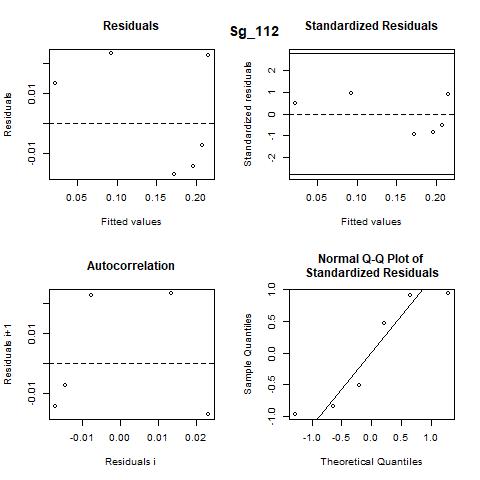 Sg_112
Residuals
Residuals
0.01
-0.01
0.05 0.10 0.15 0.20
Fitted values
Standardized Residuals
Standardized residuals
2
1
0
-1
-2
0.05 0.10 0.15 0.20
Fitted values
Autocorrelation
Residuals i+1
0.01
-0.01
-0.01 0.00 0.01 0.02
Residuals i
Normal Q-Q Plot of
Standardized Residuals
Sample Quantiles
1.0
0.5
0.0
-0.5
-1.0
-1.0 -0.5 0.0 0.5 1.0
Theoretical Quantiles